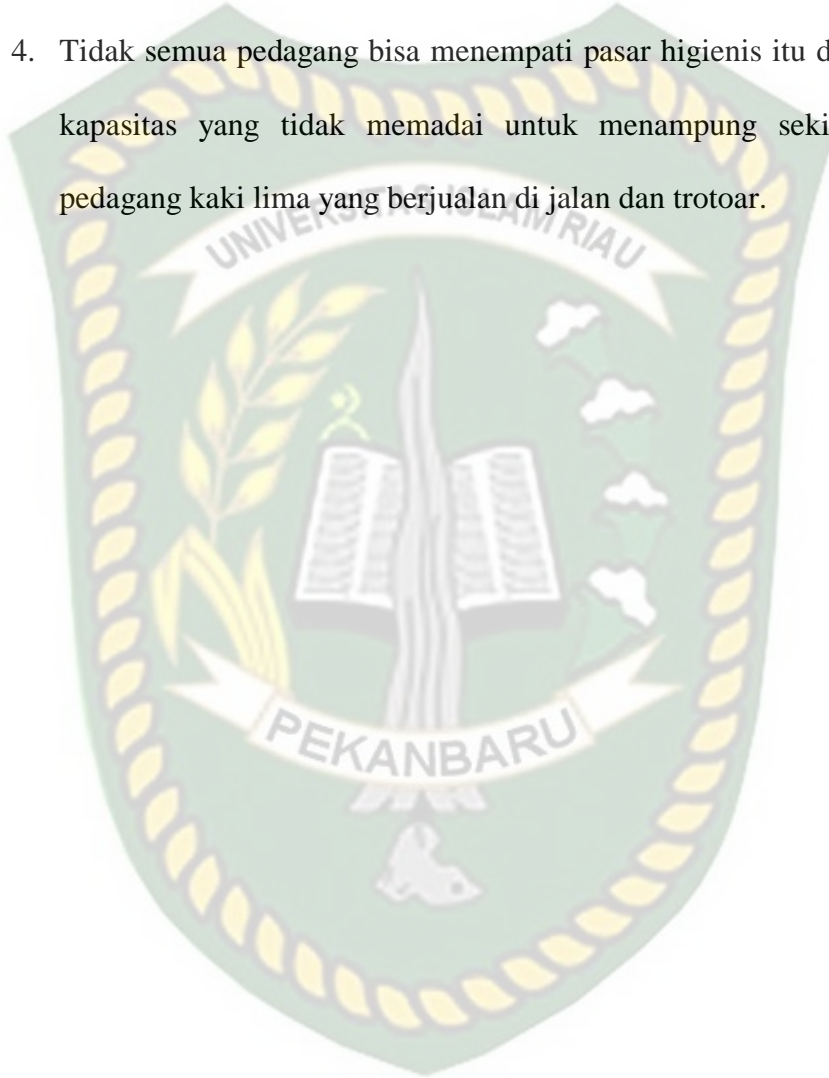 4. Tidak semua pedagang bisa menempati pasar higienis itu
kapasitas yang tidak memadai untuk menampung
pedagang kaki lima yang berjualan di jalan dan trotoar.
UNIVERSITAS ISLAM RIAU
PEKANBARU